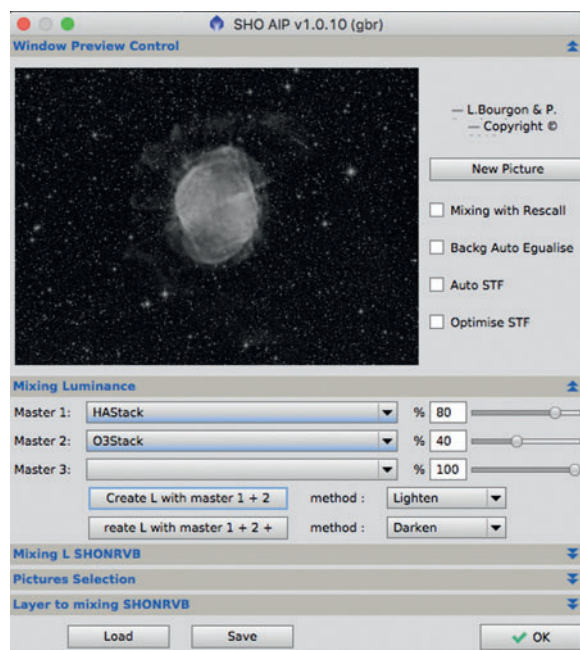 SHO AIP v1.0.10 (gbr)
Window Preview Control
— L.Bourgon & P.
— Copyright ©
New Picture
Mixing with Rescall
Backg Auto Egualise
Auto STF
Optimise STF
Mixing Luminance
Master 1: HAStack % 80
Master 2: O3Stack % 40
Master 3: % 100
Create L with master 1 + 2 method : Lighten
reate L with master 1 + 2 + method : Darken
Mixing L SHONRVB
Pictures Selection
Layer to mixing SHONRVB
Load Save OK